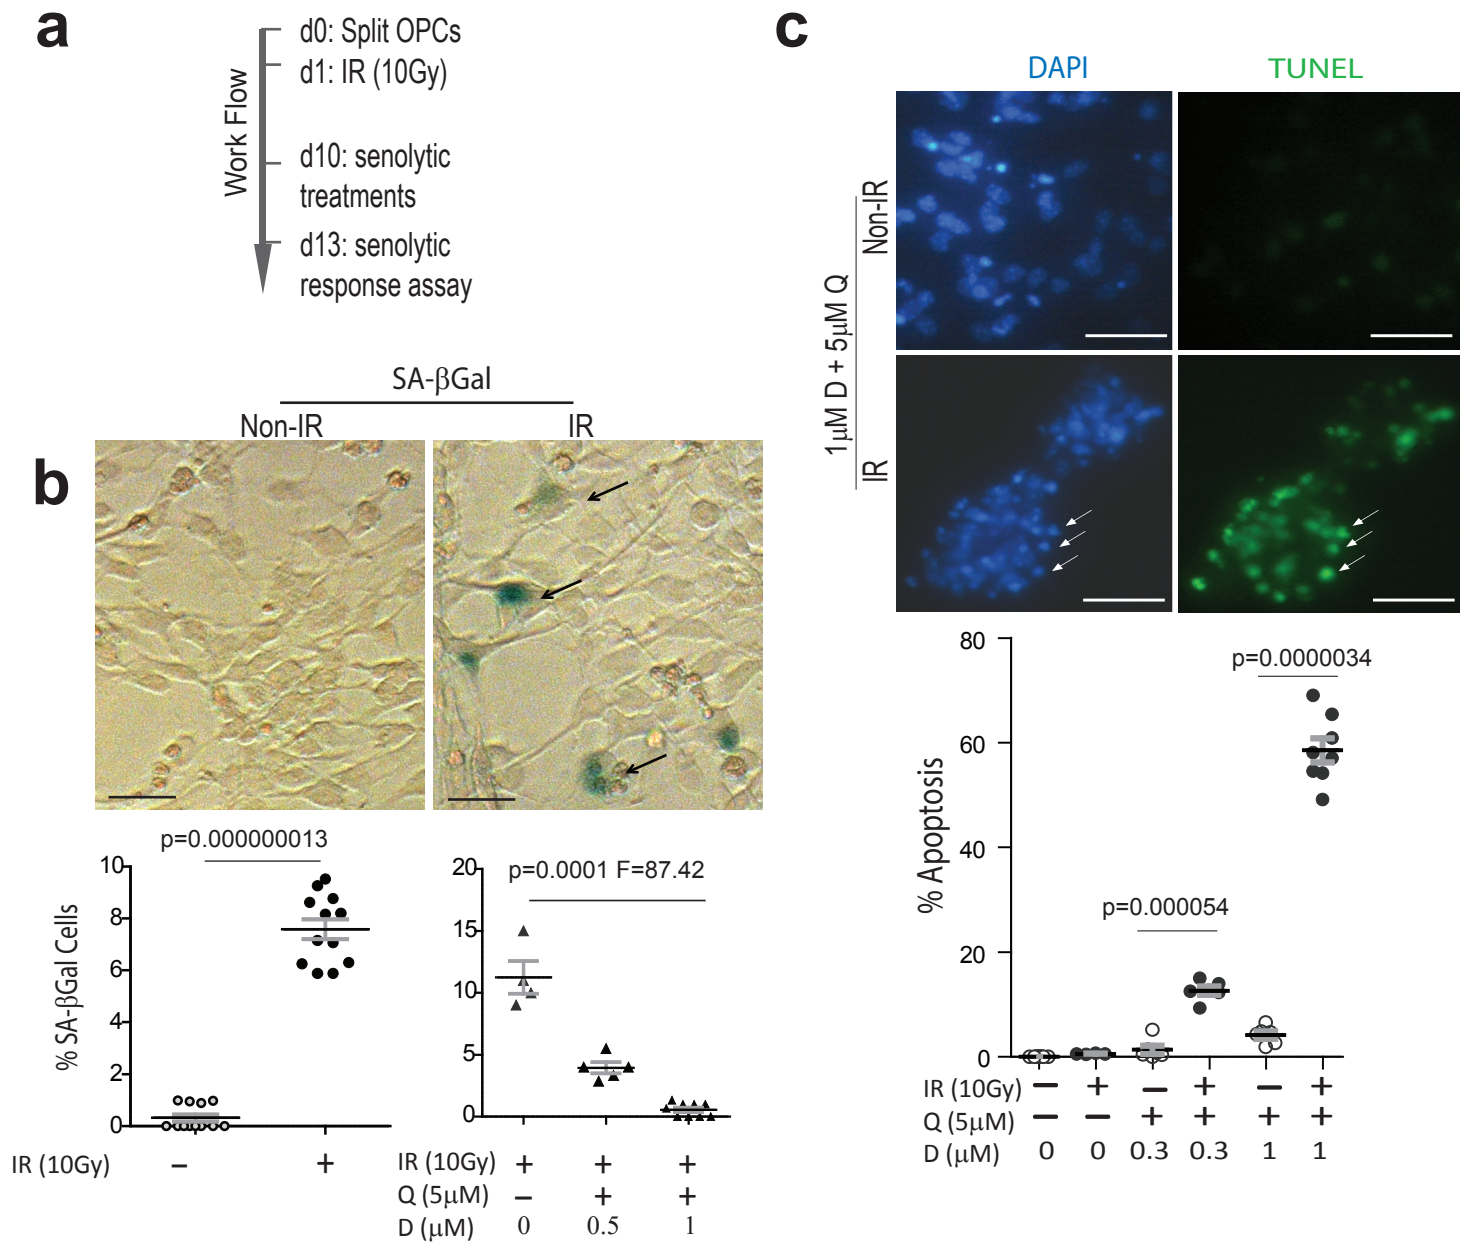 a
Work Flow
d0: Split OPCs
d1: IR (10Gy)
d10: senolytic
treatments
d13: senolytic
response assay
SA-βGal
Non-IR
IR
b
p=0.000000013
% SA-βGal Cells
10
8
6
4
2
0
IR (10Gy)
− +
p=0.0001 F=87.42
20
15
10
5
0
IR (10Gy) + + +
Q (5μM) − + +
D (μM) 0 0.5 1
c
DAPI
TUNEL
1μM D + 5μM Q
Non-IR
IR
% Apoptosis
80
60
40
20
0
p=0.0000034
p=0.000054
IR (10Gy) − + − + − +
Q (5μM) − − + + + +
D (μM) 0 0 0.3 0.3 1 1